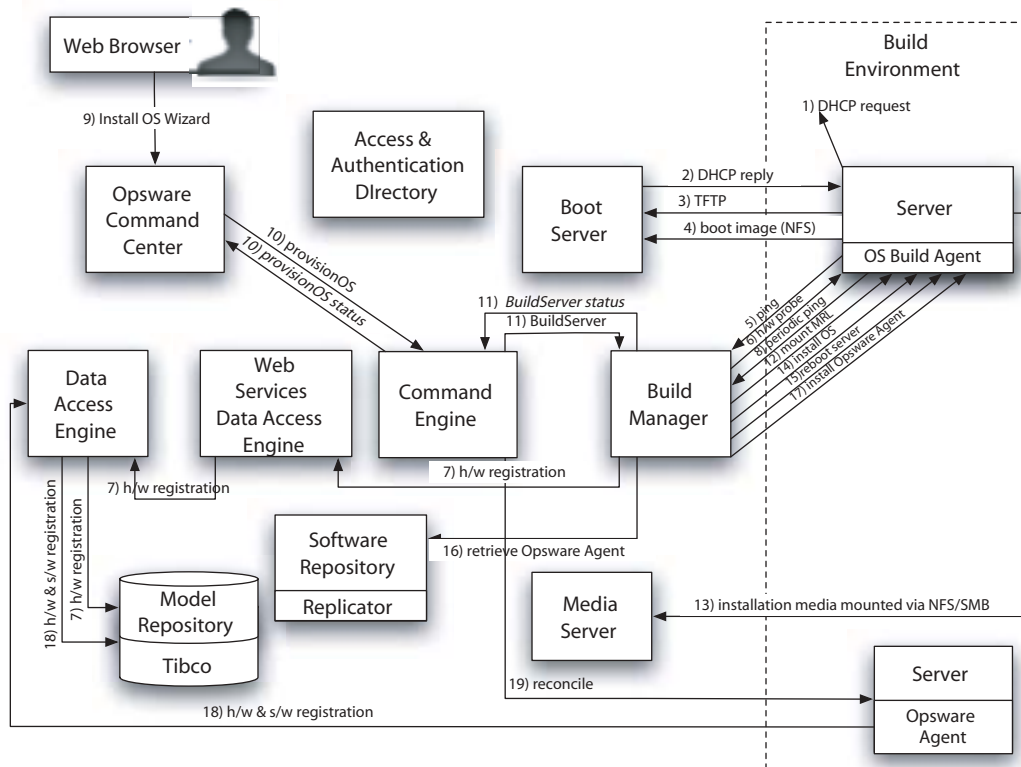 Web Browser
Build
Environment
1) DHCP request
9) Install OS Wizard
Access &
Authentication
DIrectory
Opsware
Command
Center
Boot
Server
2) DHCP reply
3) TFTP
4) boot image (NFS)
Server
OS Build Agent
10) provisionOS
10) provisionOS status
11) BuildServer status
11) BuildServer
5) ping
6) h/w probe
8) periodic ping
12) mount MRL
14) install OS
15)reboot server
17) install Opsware Agent
Data
Access
Engine
Web
Services
Data Access
Engine
Command
Engine
Build
Manager
7) h/w registration
7) h/w registration
18) h/w & s/w registration
7) h/w registration
Software
Repository
Replicator
16) retrieve Opsware Agent
Model
Repository
Tibco
Media
Server
13) installation media mounted via NFS/SMB
19) reconcile
18) h/w & s/w registration
Server
Opsware
Agent